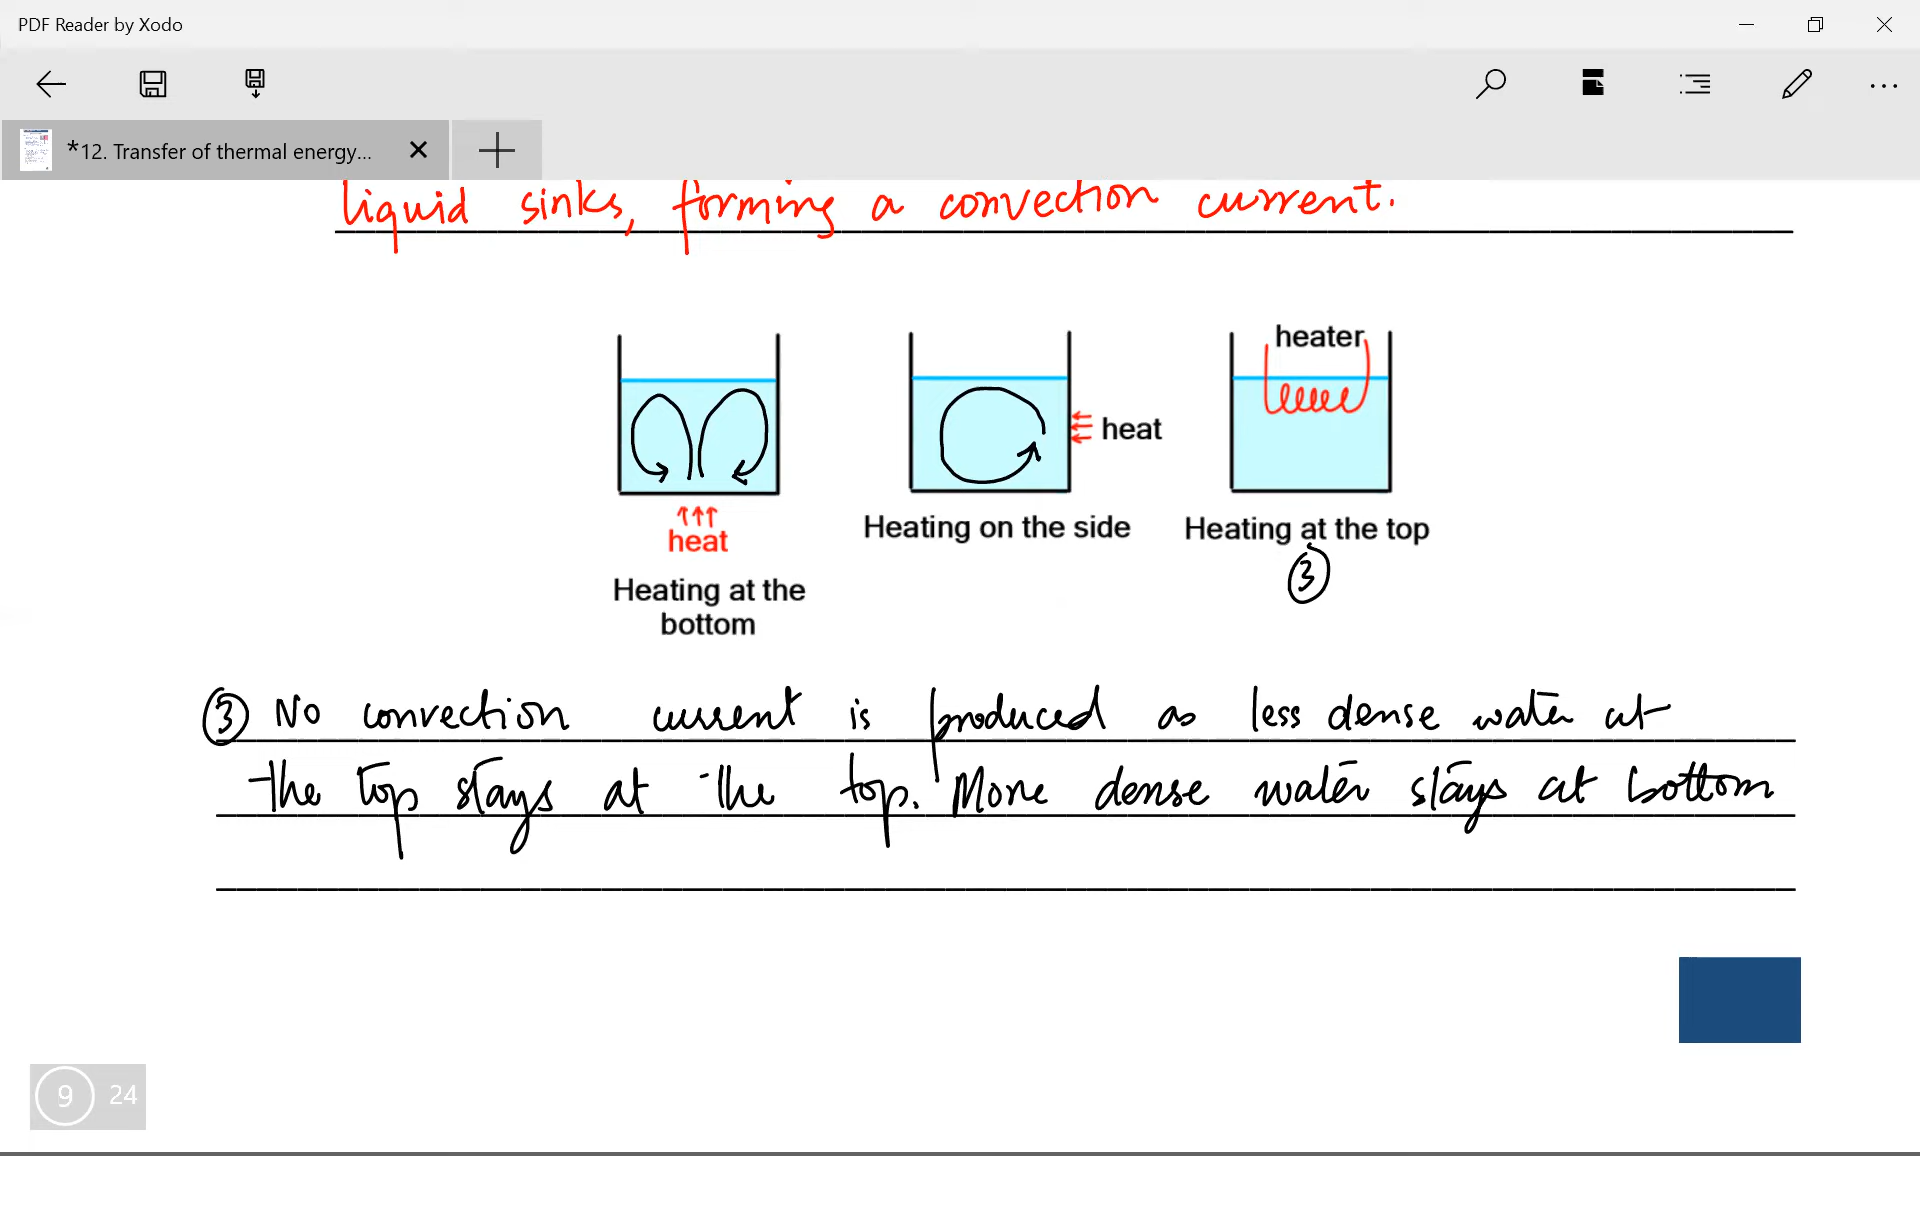 PDF Reader by Xodo
*12. Transfer of thermal energy...
liquid sinks, forming a convection current.
heater
heat
heat
Heating at the bottom
Heating on the side
Heating at the top
3
3 No convection current is produced as less dense water at
the top stays at the top. More dense water stays at bottom
9 24